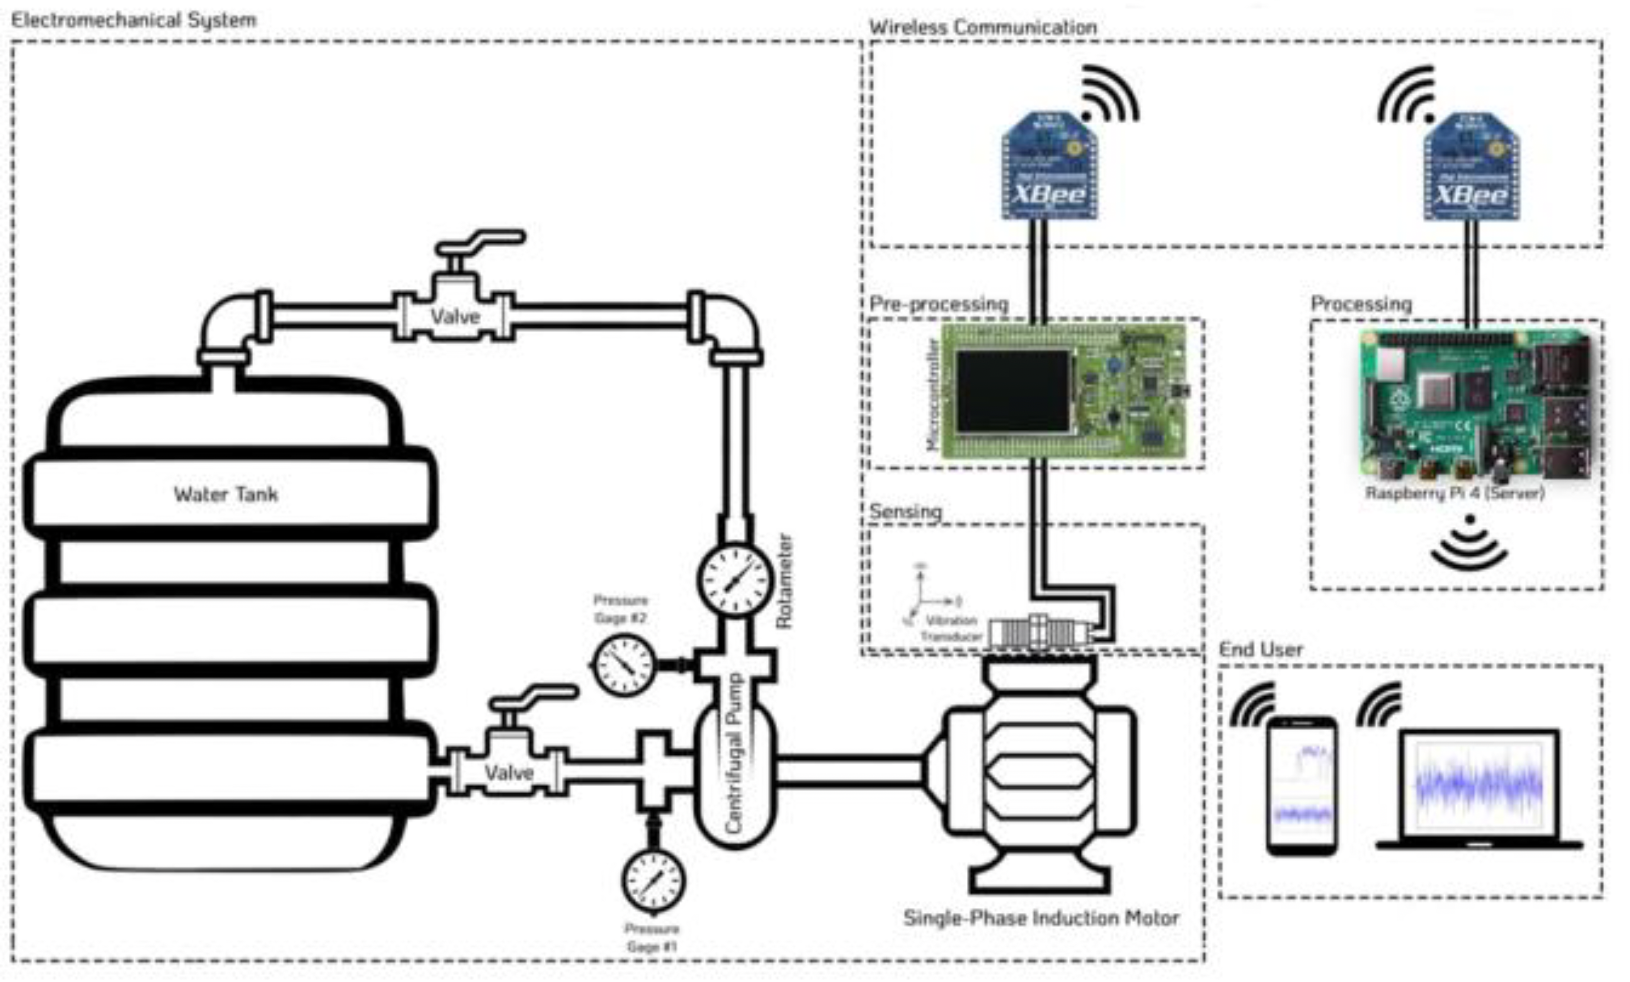 Electromechanical System
Wireless Communication
XBee
XBee
Pre-processing
Microcontroller
Processing
Raspberry Pi 4 (Server)
Valve
Water Tank
Sensing
Vibration
Transducer
Rotameter
Pressure
Gage #2
Centrifugal Pump
Valve
Pressure
Gage #1
Single-Phase Induction Motor
End User